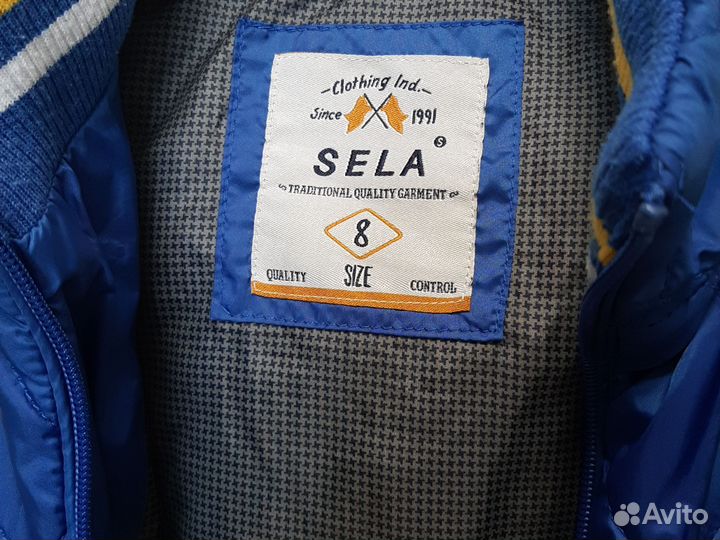 Clothing Ind.
Since 1991
S
SELA
TRADITIONAL QUALITY GARMENT
8
QUALITY SIZE CONTROL
Avito